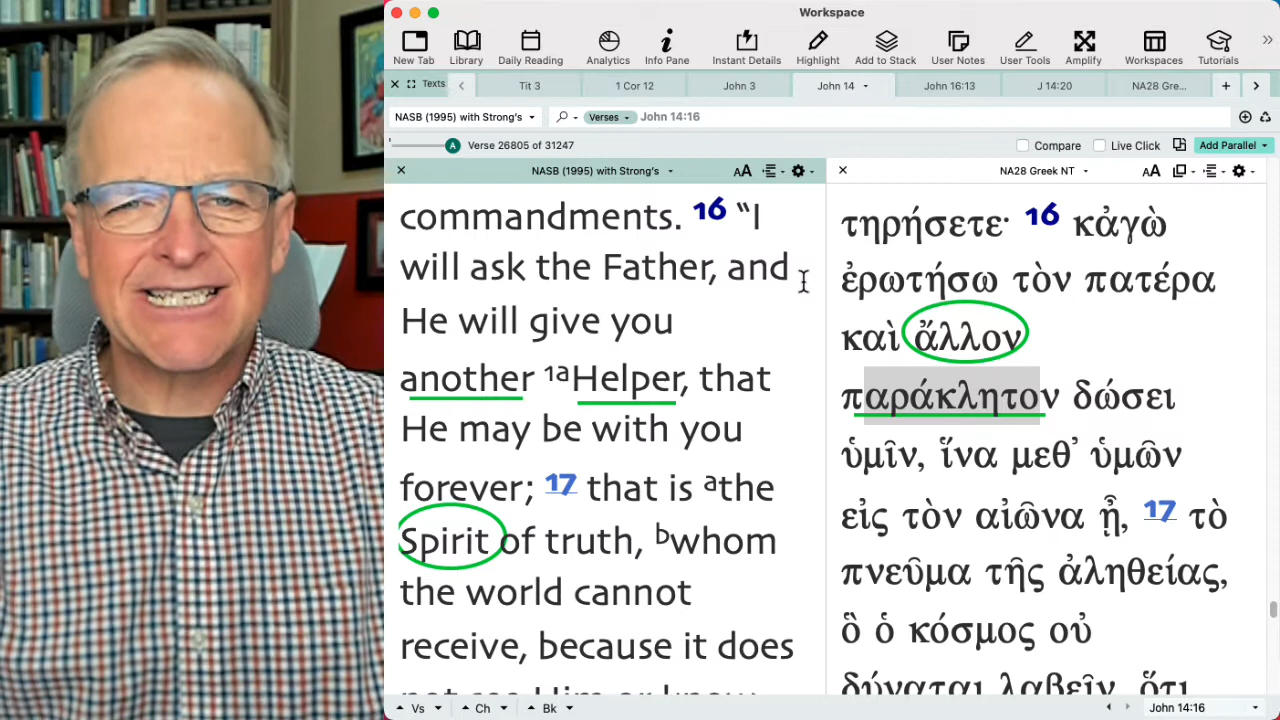 Workspace
New Tab Library Daily Reading Analytics Info Pane Instant Details Highlight Add to Stack User Notes User Tools Amplify Workspaces Tutorials
Texts Tit 3 1 Cor 12 John 3 John 14 John 16:13 J 14:20 NA28 Gree...
NASB (1995) with Strong's Verses John 14:16
Verse 26805 of 31247 Compare Live Click Add Parallel
NASB (1995) with Strong's
commandments. 16 “I
will ask the Father, and
He will give you
another 1aHelper, that
He may be with you
forever; 17 that is athe
Spirit of truth, bwhom
the world cannot
receive, because it does
NA28 Greek NT
τηρήσετε· 16 κἀγὼ
ἐρωτήσω τὸν πατέρα
καὶ ἄλλον
παράκλητον δώσει
ὑμῖν, ἵνα μεθ’ ὑμῶν
εἰς τὸν αἰῶνα ᾖ, 17 τὸ
πνεῦμα τῆς ἀληθείας,
ὃ ὁ κόσμος οὐ
δύναται λαβεῖν, ὅτι
Vs Ch Bk John 14:16